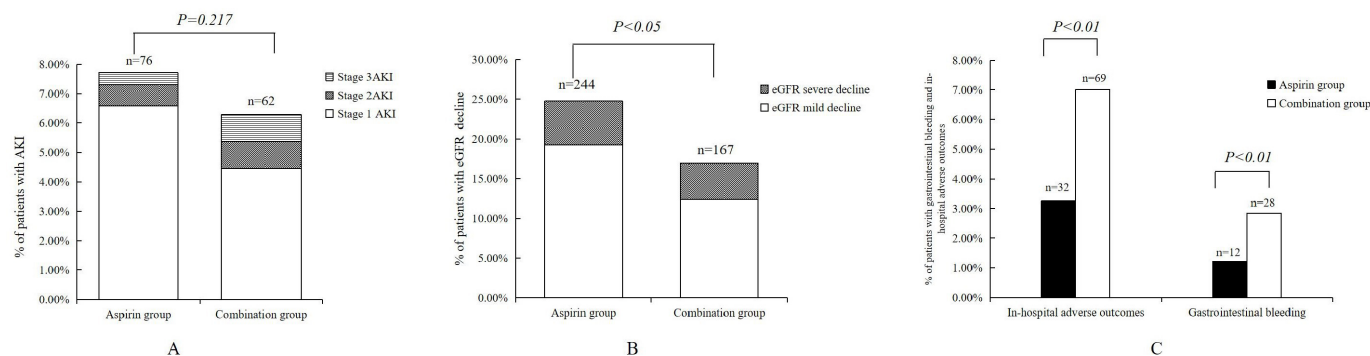 P=0.217
n=76
n=62
8.00%
7.00%
6.00%
5.00%
4.00%
3.00%
2.00%
1.00%
0.00%
% of patients with AKI
Stage 3AKI
Stage 2AKI
Stage 1 AKI
Aspirin group
Combination group
A
P<0.05
30.00%
25.00%
20.00%
15.00%
10.00%
5.00%
0.00%
% of patients with eGFR decline
n=244
n=167
eGFR severe decline
eGFR mild decline
Aspirin group
Combination group
B
P<0.01
8.00%
7.00%
6.00%
5.00%
4.00%
3.00%
2.00%
1.00%
0.00%
% of patients with gastrointestinal bleeding and in-
hospital adverse outcomes
n=69
n=32
Aspirin group
Combination group
P<0.01
n=28
n=12
In-hospital adverse outcomes
Gastrointestinal bleeding
C